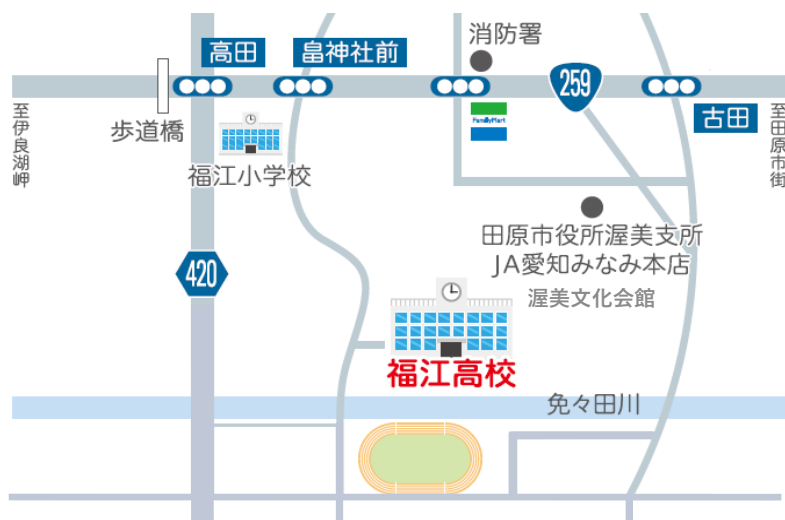 消防署
高田
畠神社前
259
古田
歩道橋
FamilyMart
至伊良湖岬
至田原市街
福江小学校
田原市役所渥美支所
JA愛知みなみ本店
渥美文化会館
420
福江高校
免々田川